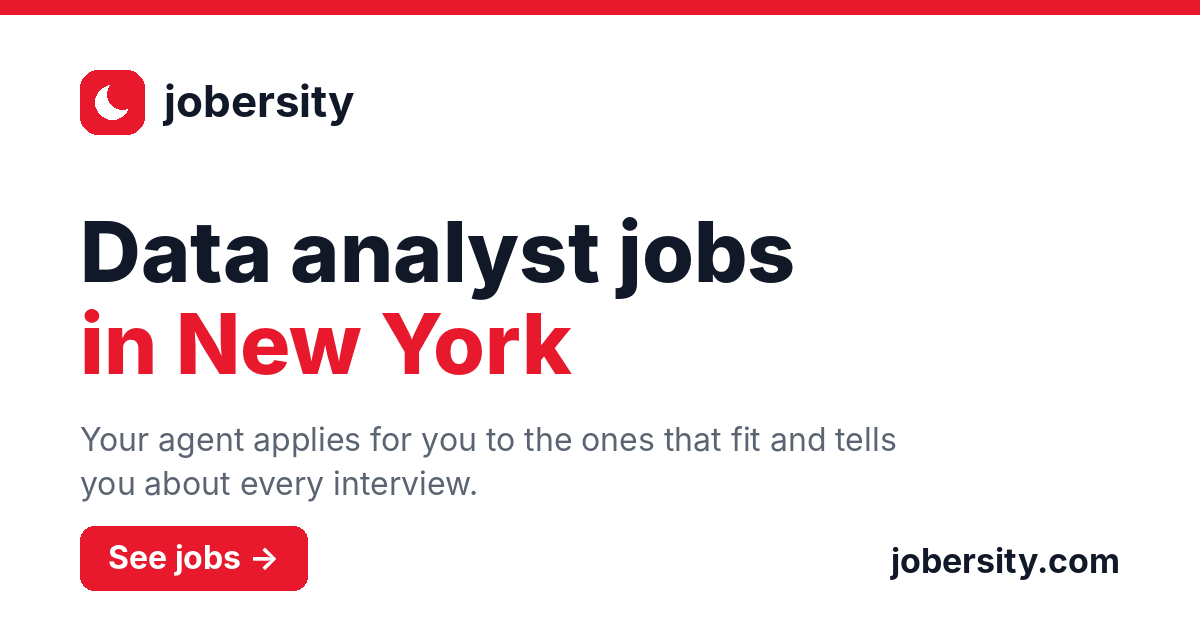 jobersity
Data analyst jobs
in New York
Your agent applies for you to the ones that fit and tells
you about every interview.
See jobs →
jobersity.com